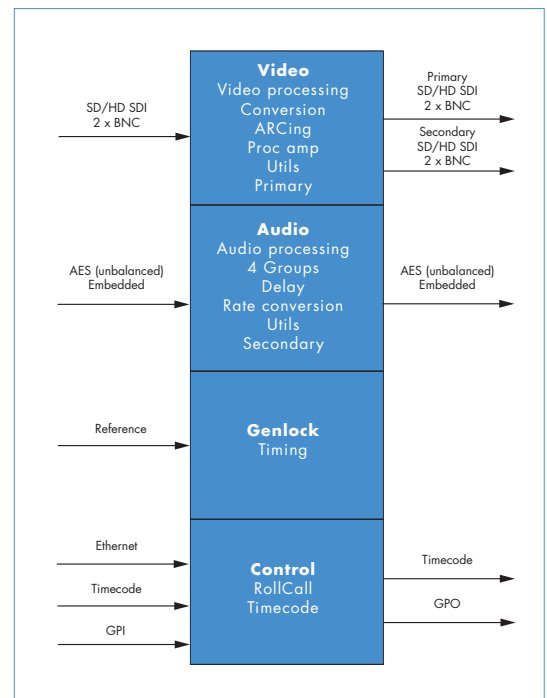 Video
Video processing
Conversion
ARCing
Proc amp
Utils
Primary
SD/HD SDI
2 x BNC
Primary
SD/HD SDI
2 x BNC
Secondary
SD/HD SDI
2 x BNC
Audio
Audio processing
4 Groups
Delay
Rate conversion
Utils
Secondary
AES (unbalanced)
Embedded
AES (unbalanced)
Embedded
Reference
Genlock
Timing
Ethernet
Timecode
GPI
Control
RollCall
Timecode
Timecode
GPO